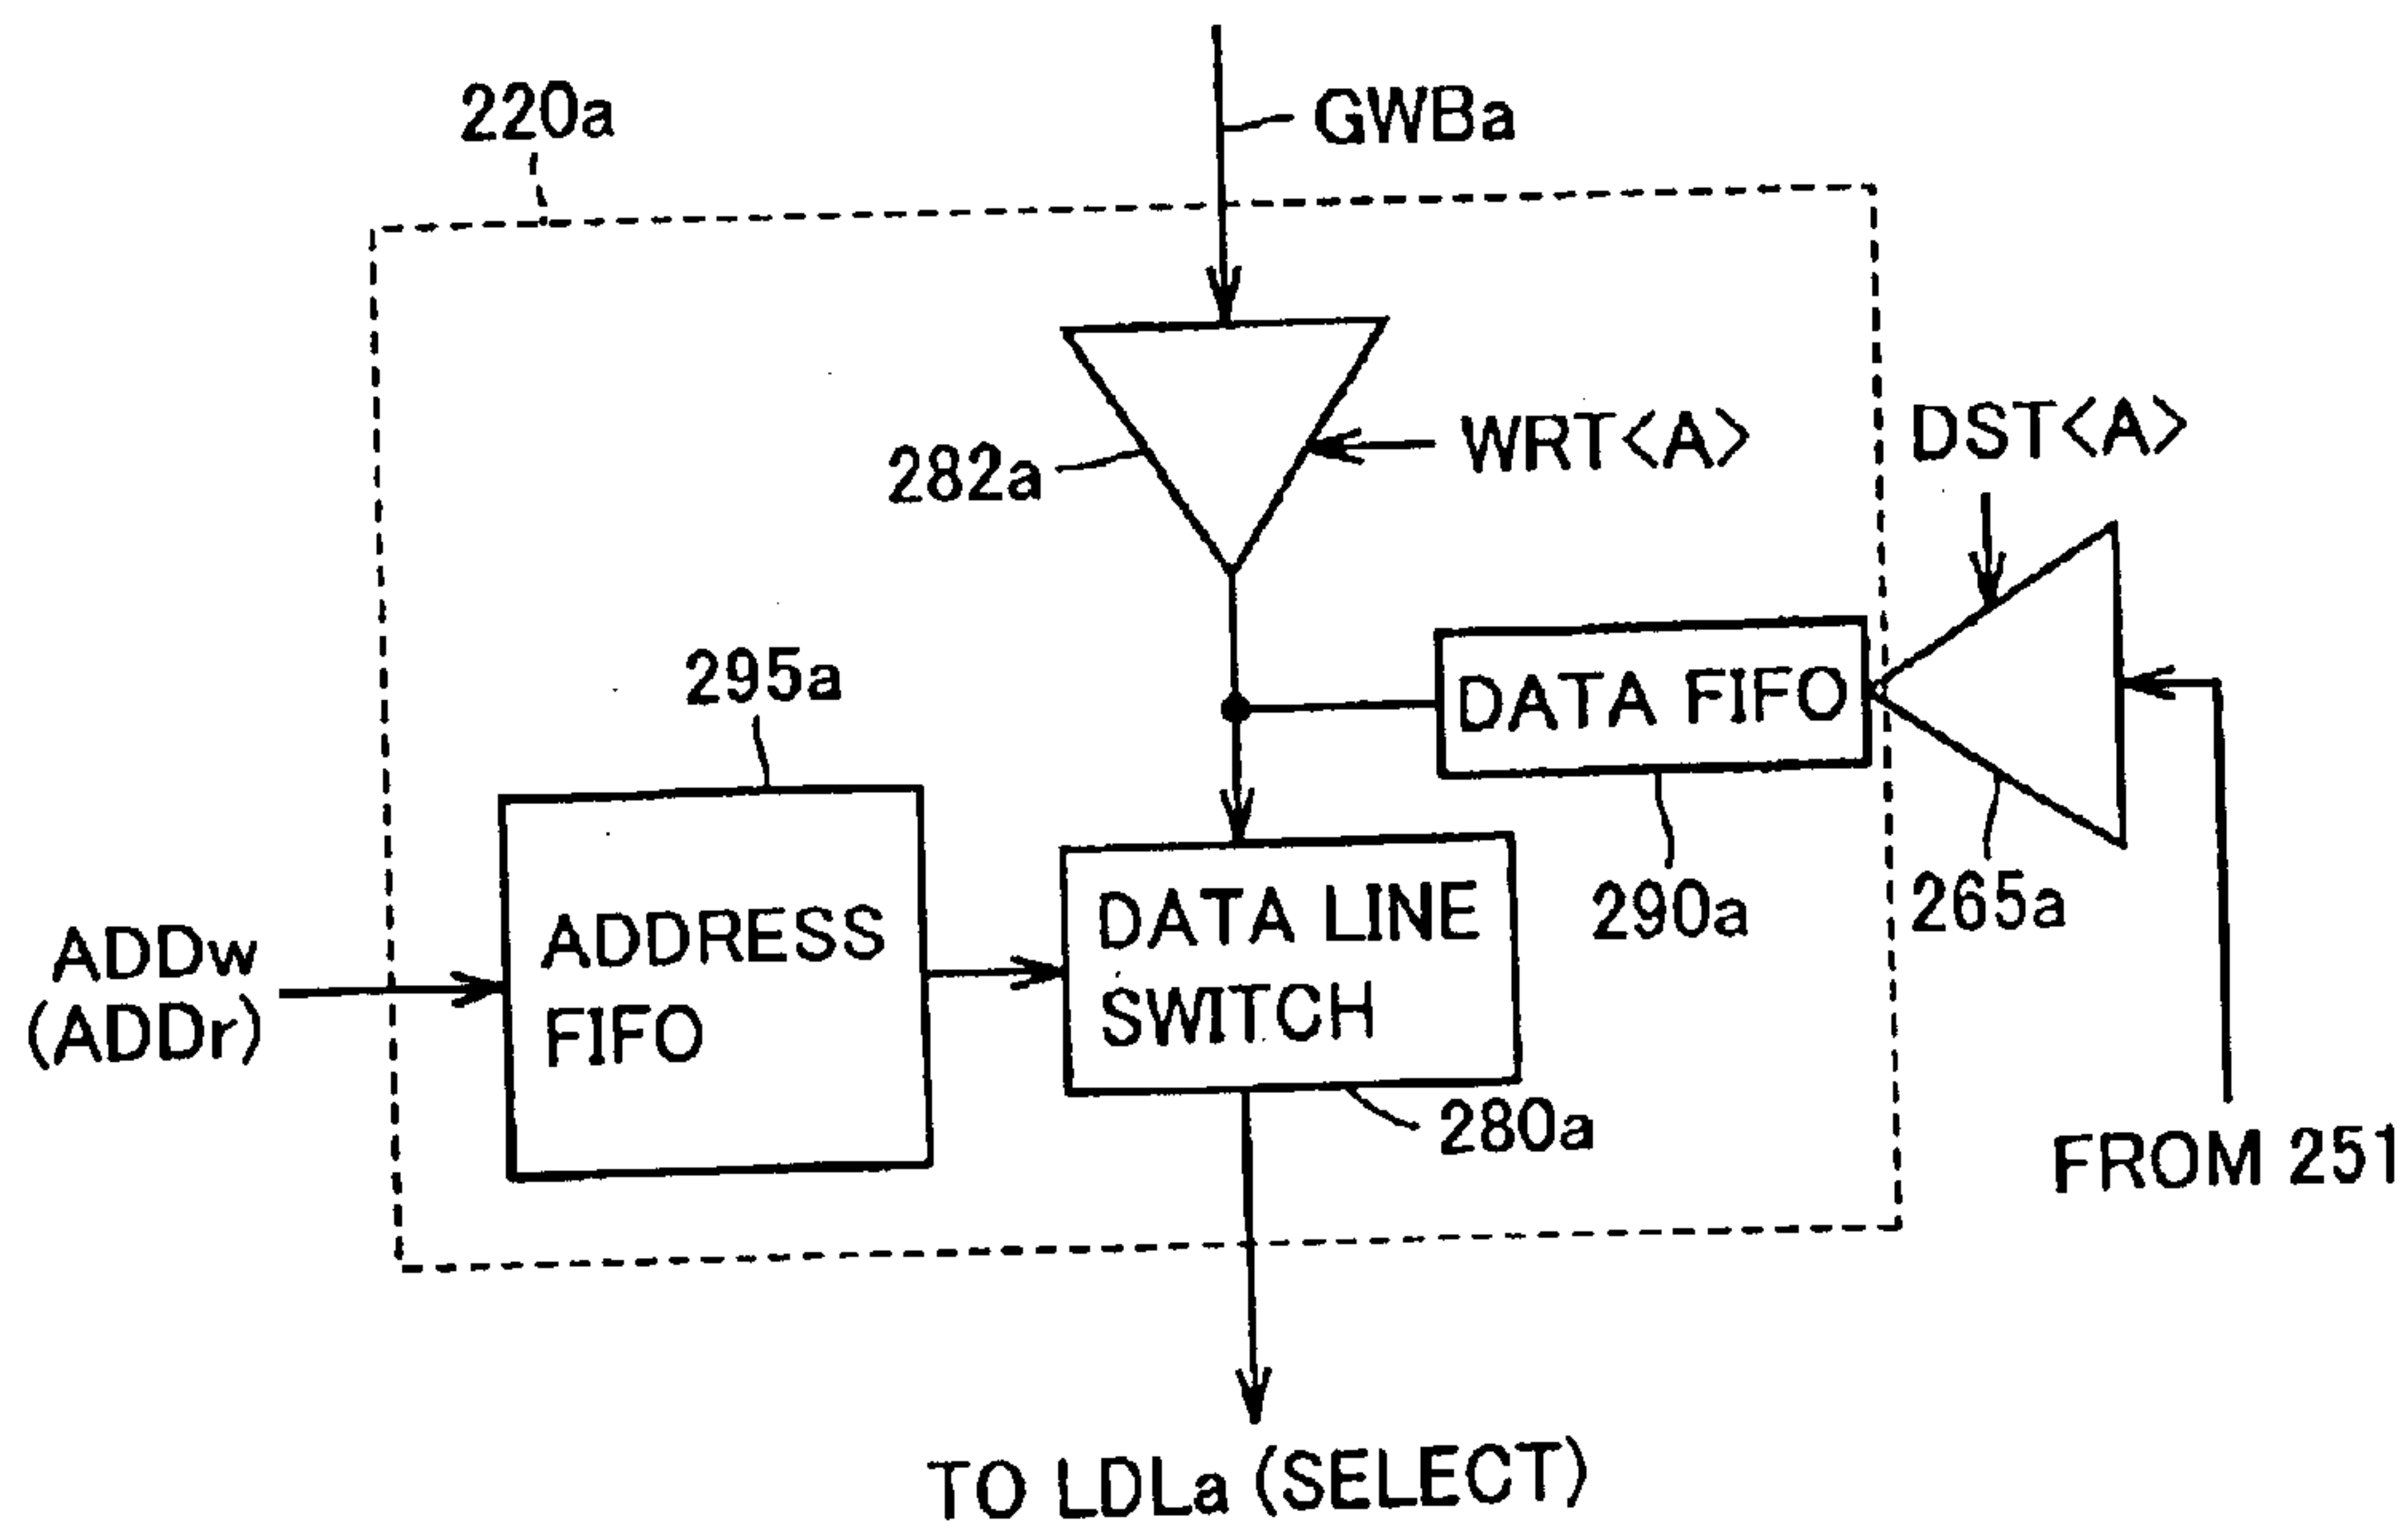 220a
GWBa
282a
WRT<A>
DST<A>
295a
DATA FIFO
ADDw
(ADDr)
ADDRESS
FIFO
DATA LINE
SWITCH
290a
265a
280a
FROM 251
TO LDLa (SELECT)